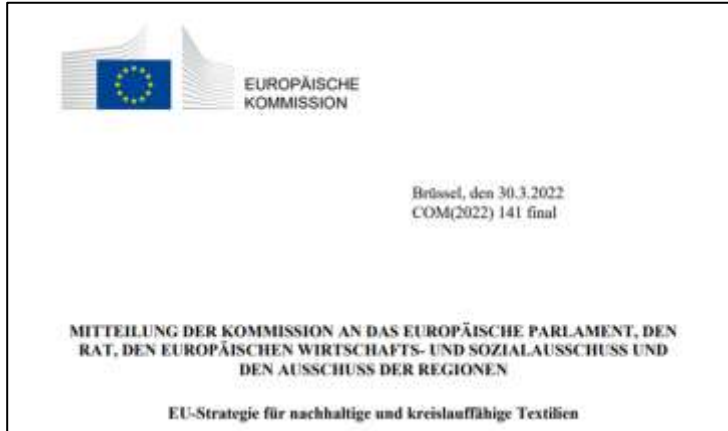 EUROPÄISCHE
KOMMISSION
Brüssel, den 30.3.2022
COM(2022) 141 final
MITTEILUNG DER KOMMISSION AN DAS EUROPÄISCHE PARLAMENT, DEN
RAT, DEN EUROPÄISCHEN WIRTSCHAFTS- UND SOZIALAUSSCHUSS UND
DEN AUSSCHUSS DER REGIONEN
EU-Strategie für nachhaltige und kreislauffähige Textilien